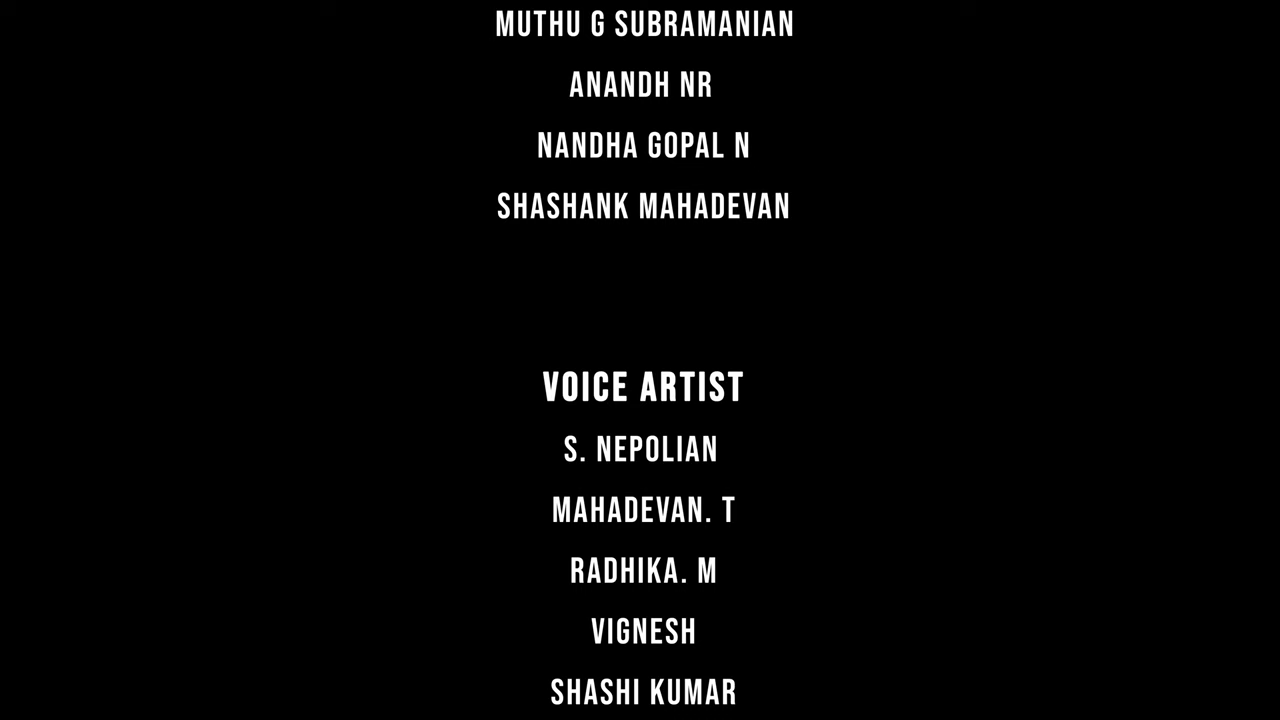 MUTHU G SUBRAMANIAN
ANANDH NR
NANDHA GOPAL N
SHASHANK MAHADEVAN
VOICE ARTIST
S. NEPOLIAN
MAHADEVAN. T
RADHIKA. M
VIGNESH
SHASHI KUMAR